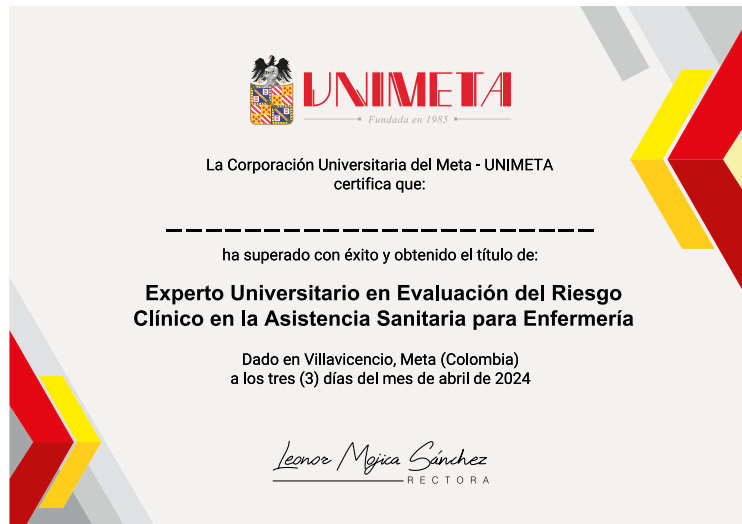 UNIMETA
Fundada en 1985
La Corporación Universitaria del Meta - UNIMETA
certifica que:
ha superado con éxito y obtenido el título de:
Experto Universitario en Evaluación del Riesgo
Clínico en la Asistencia Sanitaria para Enfermería
Dado en Villavicencio, Meta (Colombia)
a los tres (3) días del mes de abril de 2024
Leonor Mojica Sánchez
RECTORA